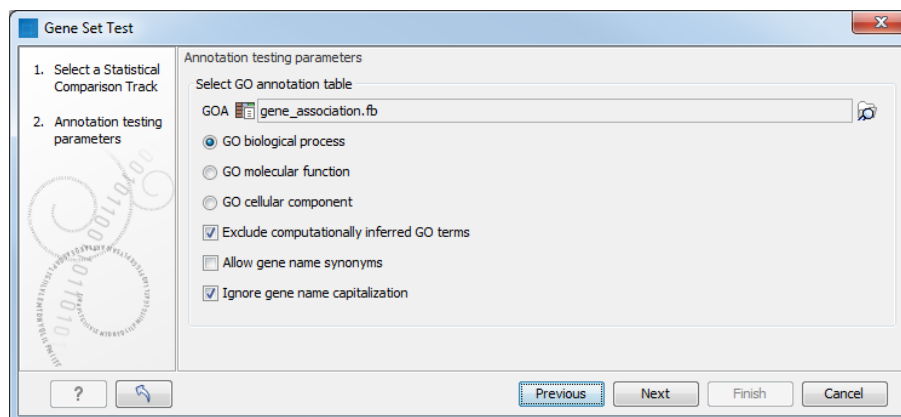 Gene Set Test
1. Select a Statistical
Comparison Track
2. Annotation testing
parameters
Annotation testing parameters
Select GO annotation table
GOA gene_association.fb
GO biological process
GO molecular function
GO cellular component
Exclude computationally inferred GO terms
Allow gene name synonyms
Ignore gene name capitalization
? Previous Next Finish Cancel